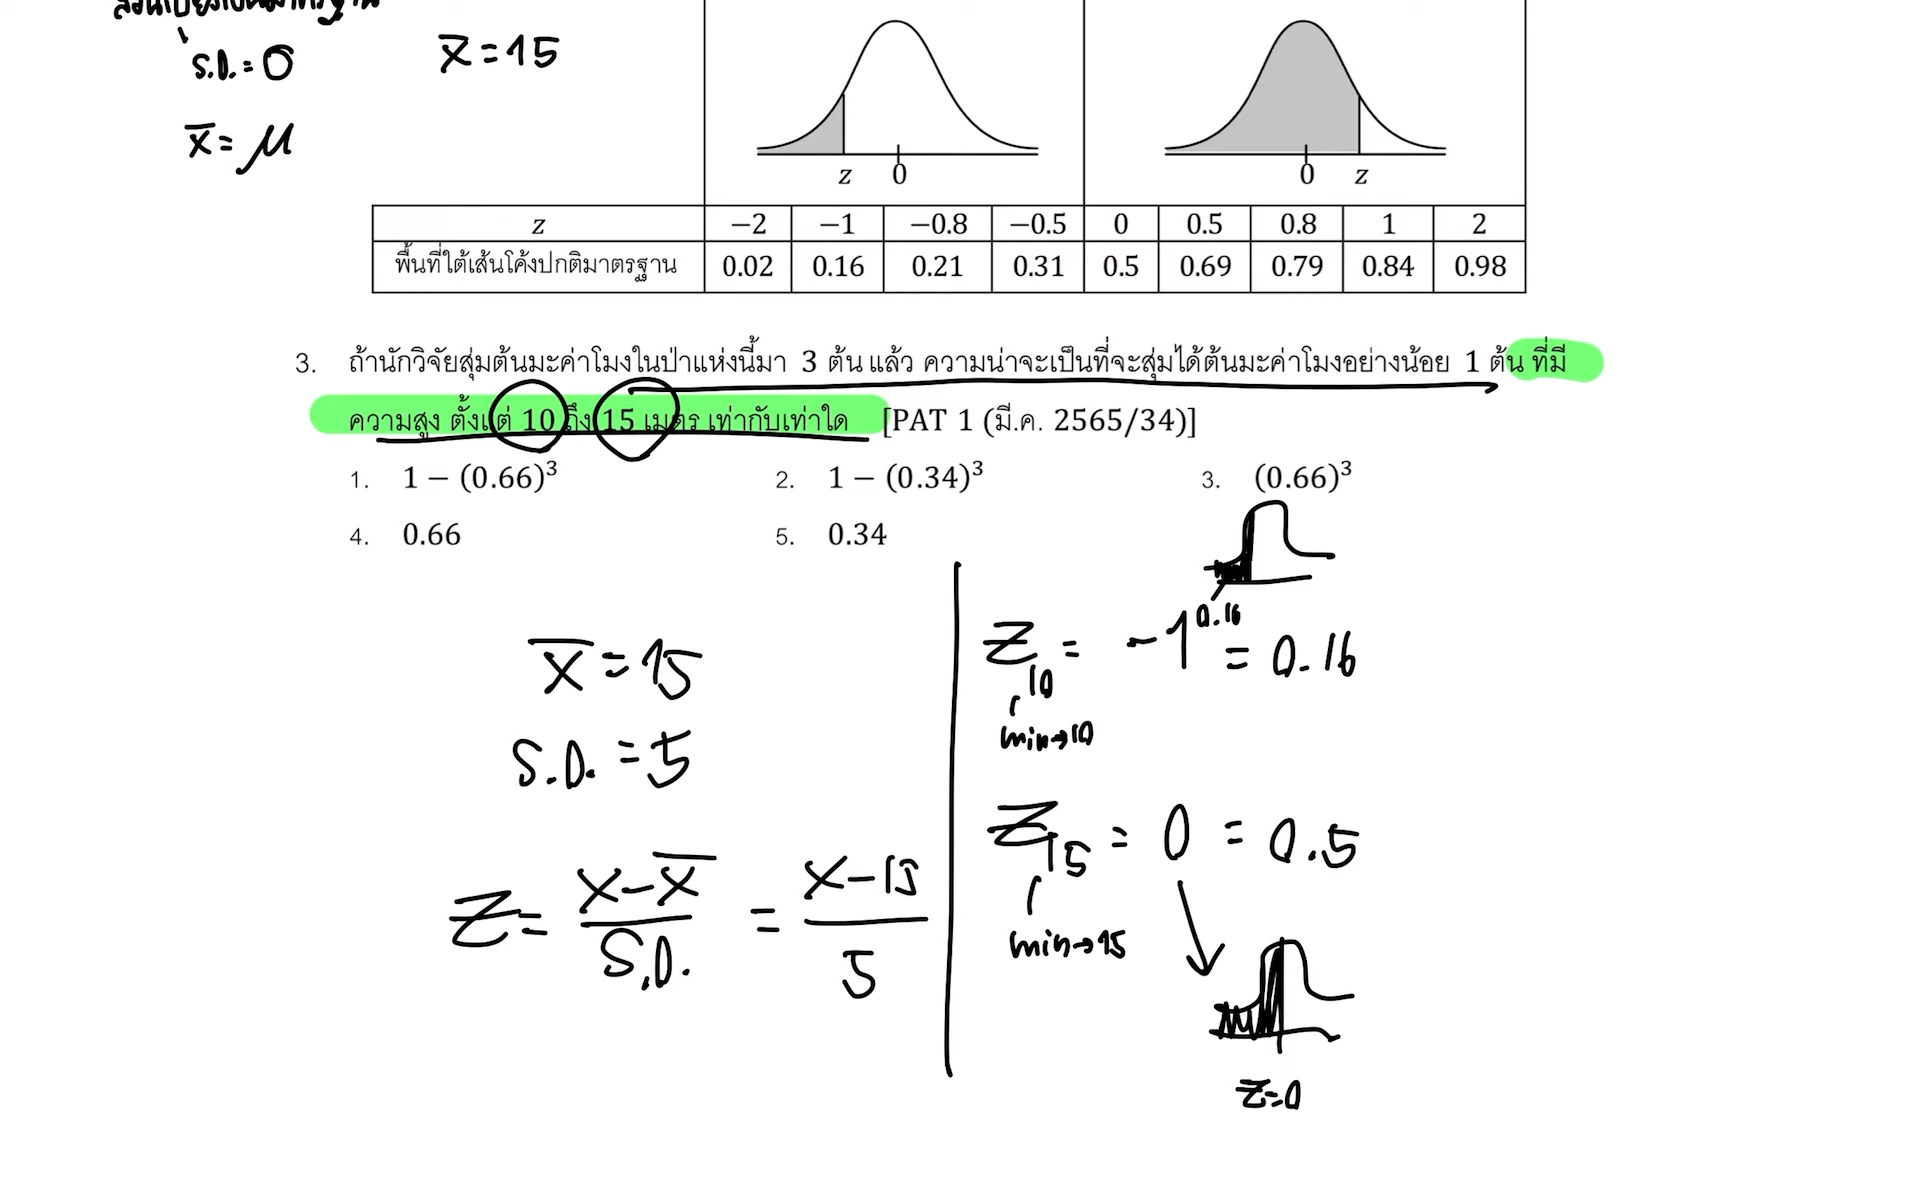 S.D. = σ
x̄ = 15
x̄ = μ
z 0
0 z
z −2 −1 −0.8 −0.5 0 0.5 0.8 1 2
พื้นที่ใต้เส้นโค้งปกติมาตรฐาน 0.02 0.16 0.21 0.31 0.5 0.69 0.79 0.84 0.98
3. ถ้านักวิจัยสุ่มต้นมะค่าโมงในป่าแห่งนี้มา 3 ต้น แล้ว ความน่าจะเป็นที่จะสุ่มได้ต้นมะค่าโมงอย่างน้อย 1 ต้น ที่มี
ความสูง ตั้งแต่ 10 ถึง 15 เมตร เท่ากับเท่าใด [PAT 1 (มี.ค. 2565/34)]
1. 1 − (0.66)³ 2. 1 − (0.34)³ 3. (0.66)³
4. 0.66 5. 0.34
x̄ = 15
S.D. = 5
z = (x − x̄)/S.D. = (x − 15)/5
0.16
z₁₀ = −1 = 0.16
min→10
z₁₅ = 0 = 0.5
min→15
z=0